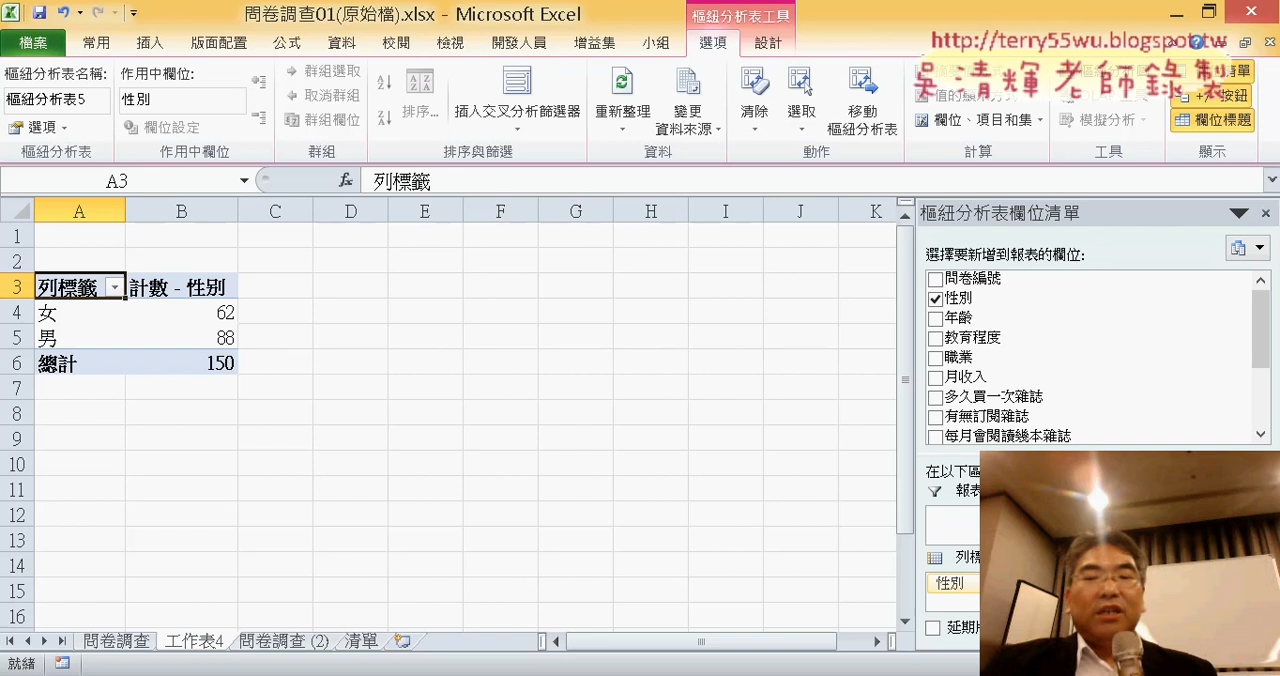 問卷調查01(原始檔).xlsx - Microsoft Excel
樞紐分析表工具
檔案 常用 插入 版面配置 公式 資料 校閱 檢視 開發人員 增益集 小組 選項 設計
http://terry55wu.blogspot.tw
吳清輝老師錄製
樞紐分析表名稱: 作用中欄位: 群組選取
樞紐分析表5 性別 取消群組
選項 欄位設定 群組欄位
排序... 插入交叉分析篩選器 重新整理 變更資料來源 清除 選取 移動樞紐分析表
清單
值的顯示方式 +/- 按鈕
欄位、項目和集 模擬分析 欄位標題
樞紐分析表 作用中欄位 群組 排序與篩選 資料 動作 計算 工具 顯示
A3 fx 列標籤
A B C D E F G H I J K
1
2
3 列標籤 計數 - 性別
4 女 62
5 男 88
6 總計 150
7
8
9
10
11
12
13
14
15
16
樞紐分析表欄位清單
選擇要新增到報表的欄位:
問卷編號
性別
年齡
教育程度
職業
月收入
多久買一次雜誌
有無訂閱雜誌
每月會閱讀幾本雜誌
在以下區
報表
列標
性別
延期
問卷調查 工作表4 問卷調查 (2) 清單
就緒